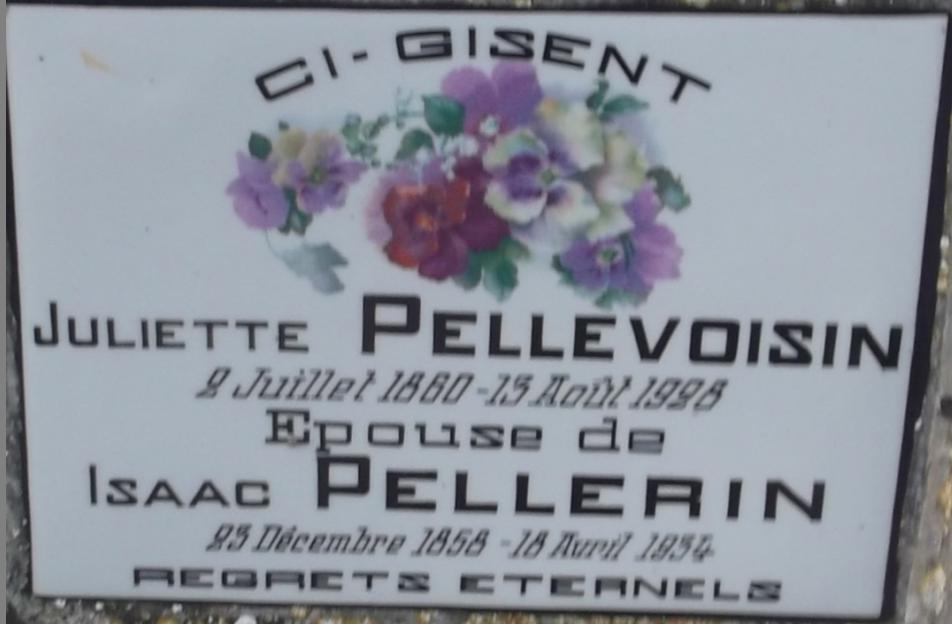 CI-GISENT
JULIETTE PELLEVOISIN
2 Juillet 1860 - 13 Août 1928
Epouse de
ISAAC PELLERIN
23 Décembre 1858 - 18 Avril 1934
REGRETS ETERNELS